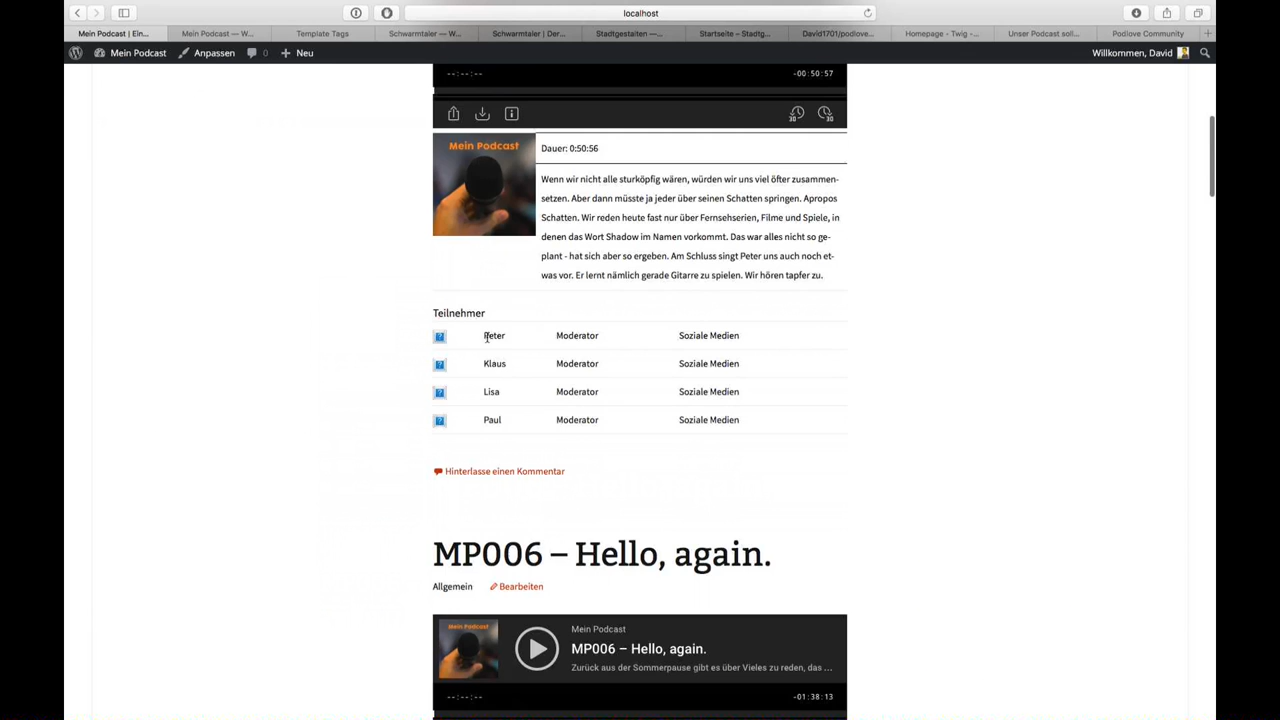 localhost
Mein Podcast | Ein...
Mein Podcast — W...
Template Tags
Schwarmtaler — W...
Schwarmtaler | Der...
Stadtgestalten —...
Startseite – Stadtg...
David1701/podlove...
Homepage - Twig -...
Unser Podcast soll...
Podlove Community
Mein Podcast
Anpassen
0
Neu
Willkommen, David
--:--:--
-00:50:57
30
30
Mein Podcast
Dauer: 0:50:56
Wenn wir nicht alle sturköpfig wären, würden wir uns viel öfter zusammen-
setzen. Aber dann müsste ja jeder über seinen Schatten springen. Apropos
Schatten. Wir reden heute fast nur über Fernsehserien, Filme und Spiele, in
denen das Wort Shadow im Namen vorkommt. Das war alles nicht so ge-
plant - hat sich aber so ergeben. Am Schluss singt Peter uns auch noch et-
was vor. Er lernt nämlich gerade Gitarre zu spielen. Wir hören tapfer zu.
Teilnehmer
Peter Moderator Soziale Medien
Klaus Moderator Soziale Medien
Lisa Moderator Soziale Medien
Paul Moderator Soziale Medien
Hinterlasse einen Kommentar
MP006 – Hello, again.
Allgemein Bearbeiten
Mein Podcast
Mein Podcast
MP006 – Hello, again.
Zurück aus der Sommerpause gibt es über Vieles zu reden, das ...
--:--:--
-01:38:13